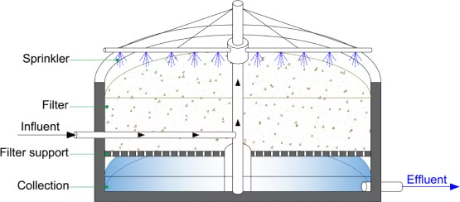 Sprinkler
Filter
Influent
Filter support
Collection
Effluent